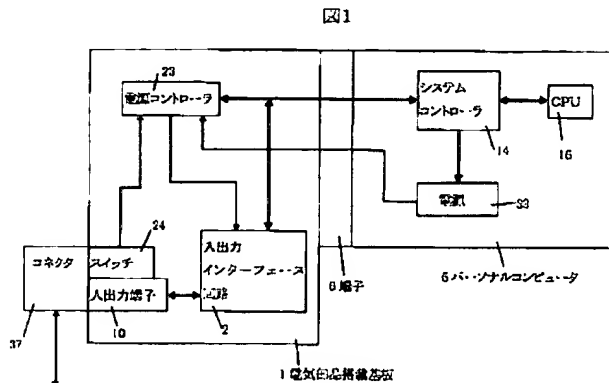 図1
23
電源コントローラ
システム
コントローラ
CPU
14
16
電源
33
24
コネクタ
スイッチ
入出力端子
入出力
インターフェース
回路
37
10
2
6端子
5パーソナルコンピュータ
1電気部品搭載基板